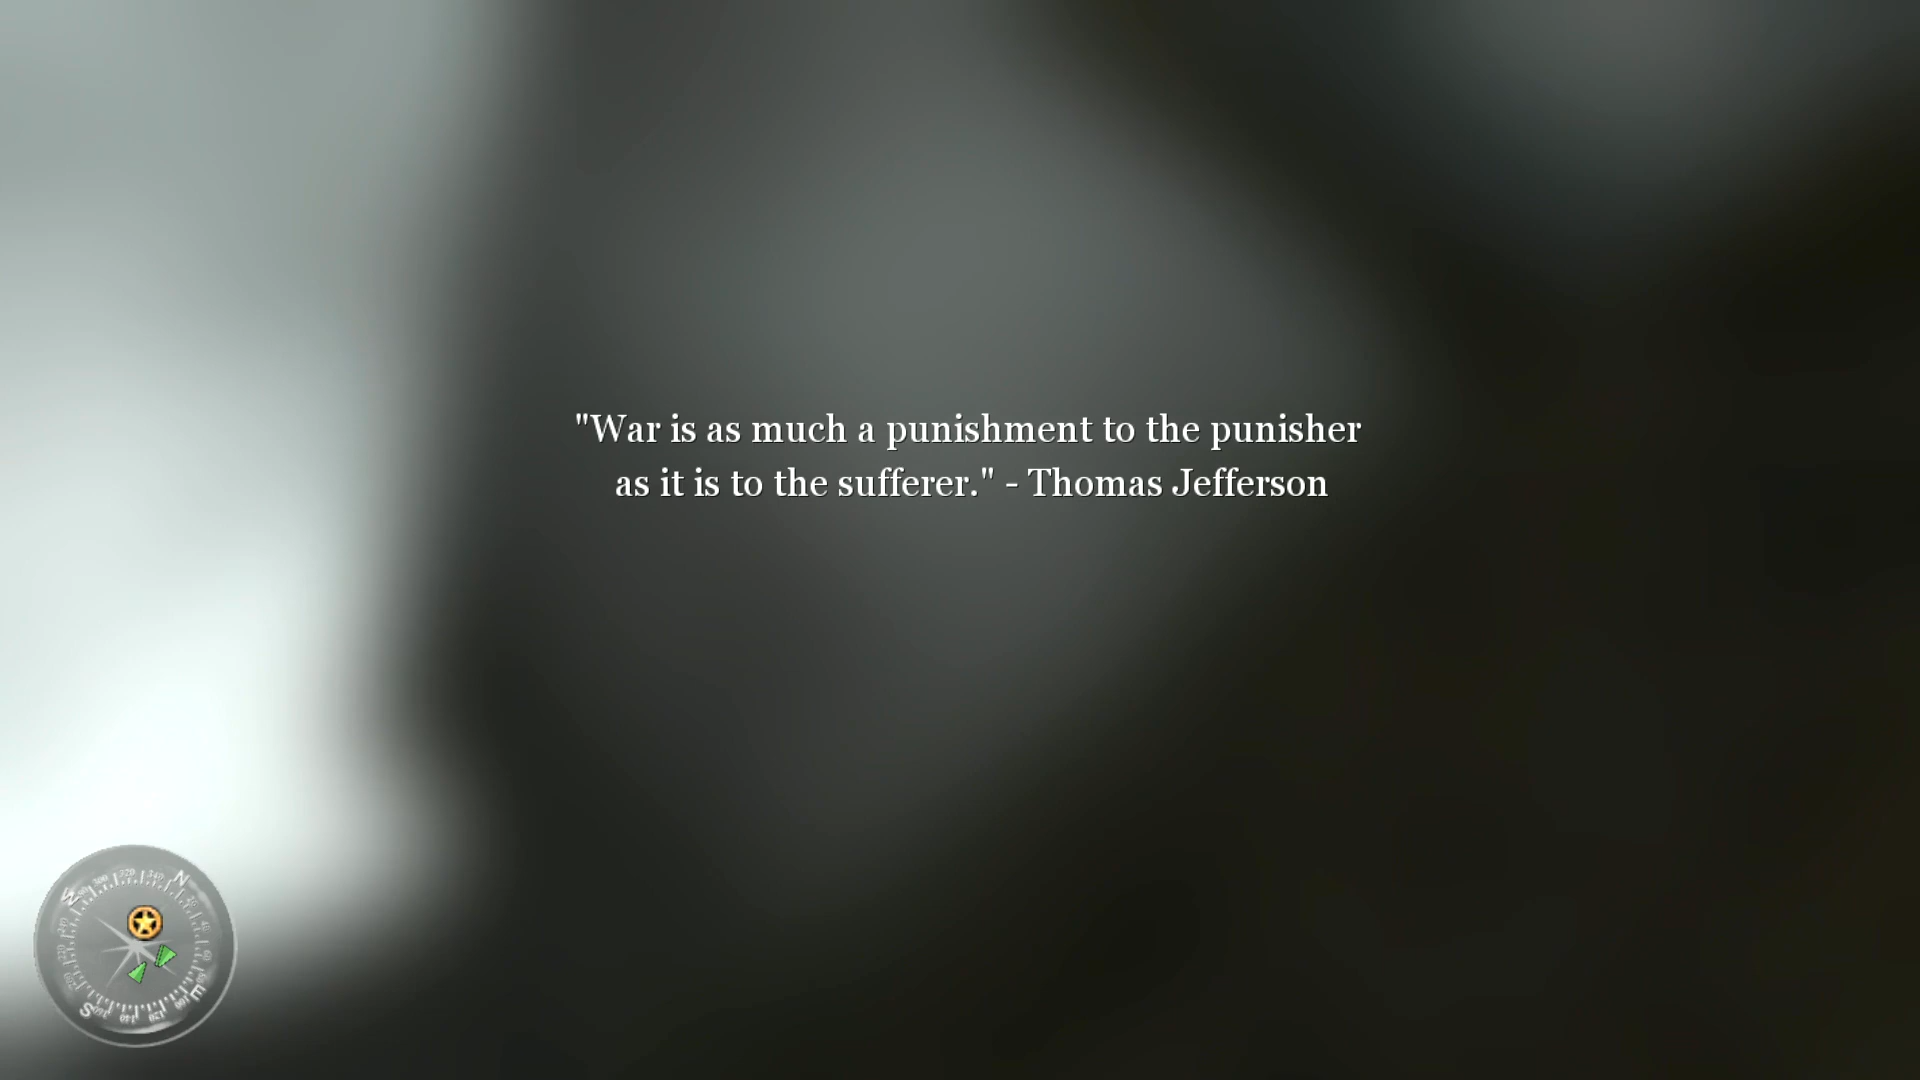 "War is as much a punishment to the punisher
as it is to the sufferer." - Thomas Jefferson
N
W
E
S